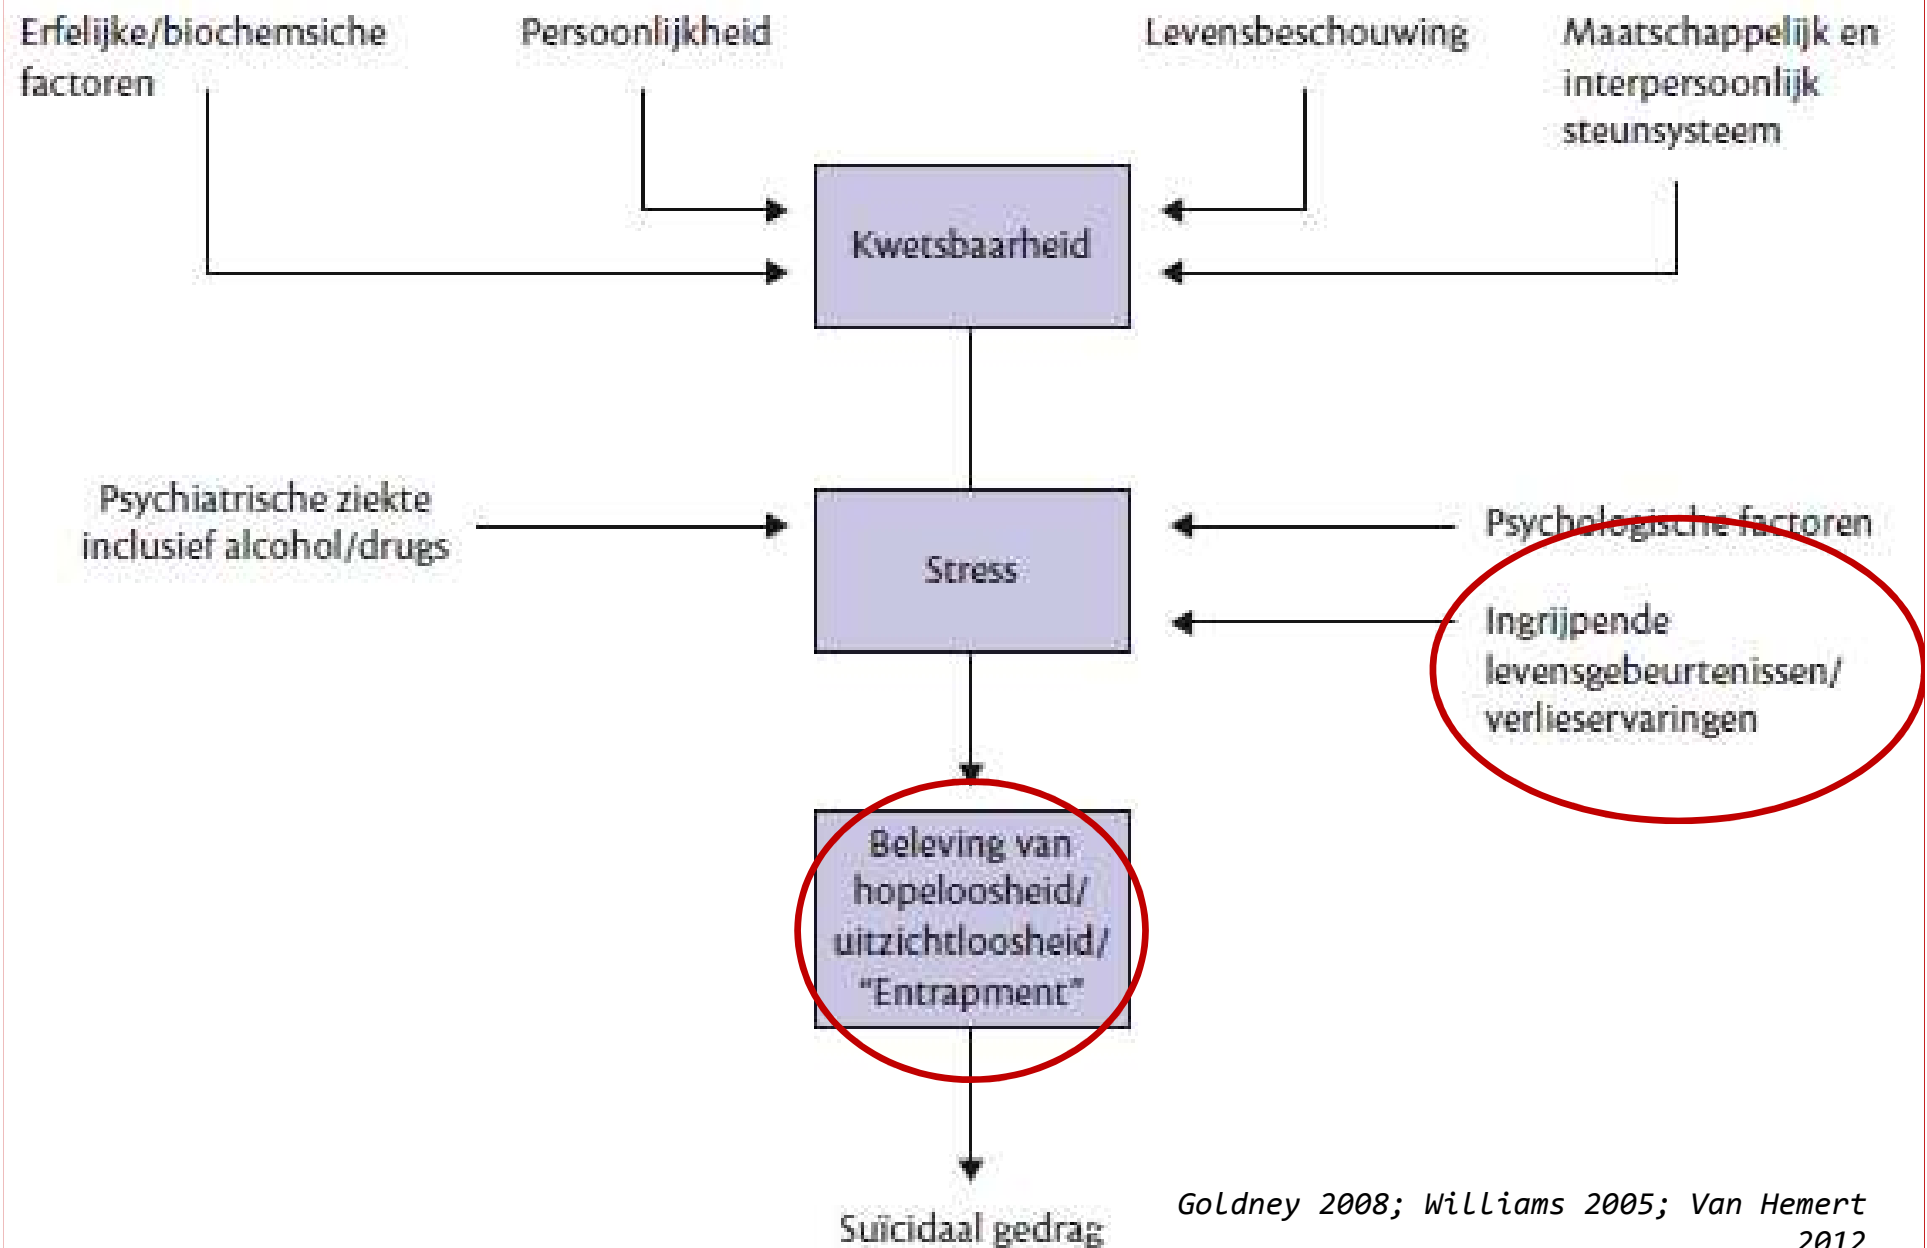 Erfelijke/biochemsiche
factoren
Persoonlijkheid
Levensbeschouwing
Maatschappelijk en
interpersoonlijk
steunsysteem
Kwetsbaarheid
Psychiatrische ziekte
inclusief alcohol/drugs
Stress
Psychologische factoren
Ingrijpende
levensgebeurtenissen/
verlieservaringen
Beleving van
hopeloosheid/
uitzichtloosheid/
"Entrapment"
Suïcidaal gedrag
Goldney 2008; Williams 2005; Van Hemert
2012